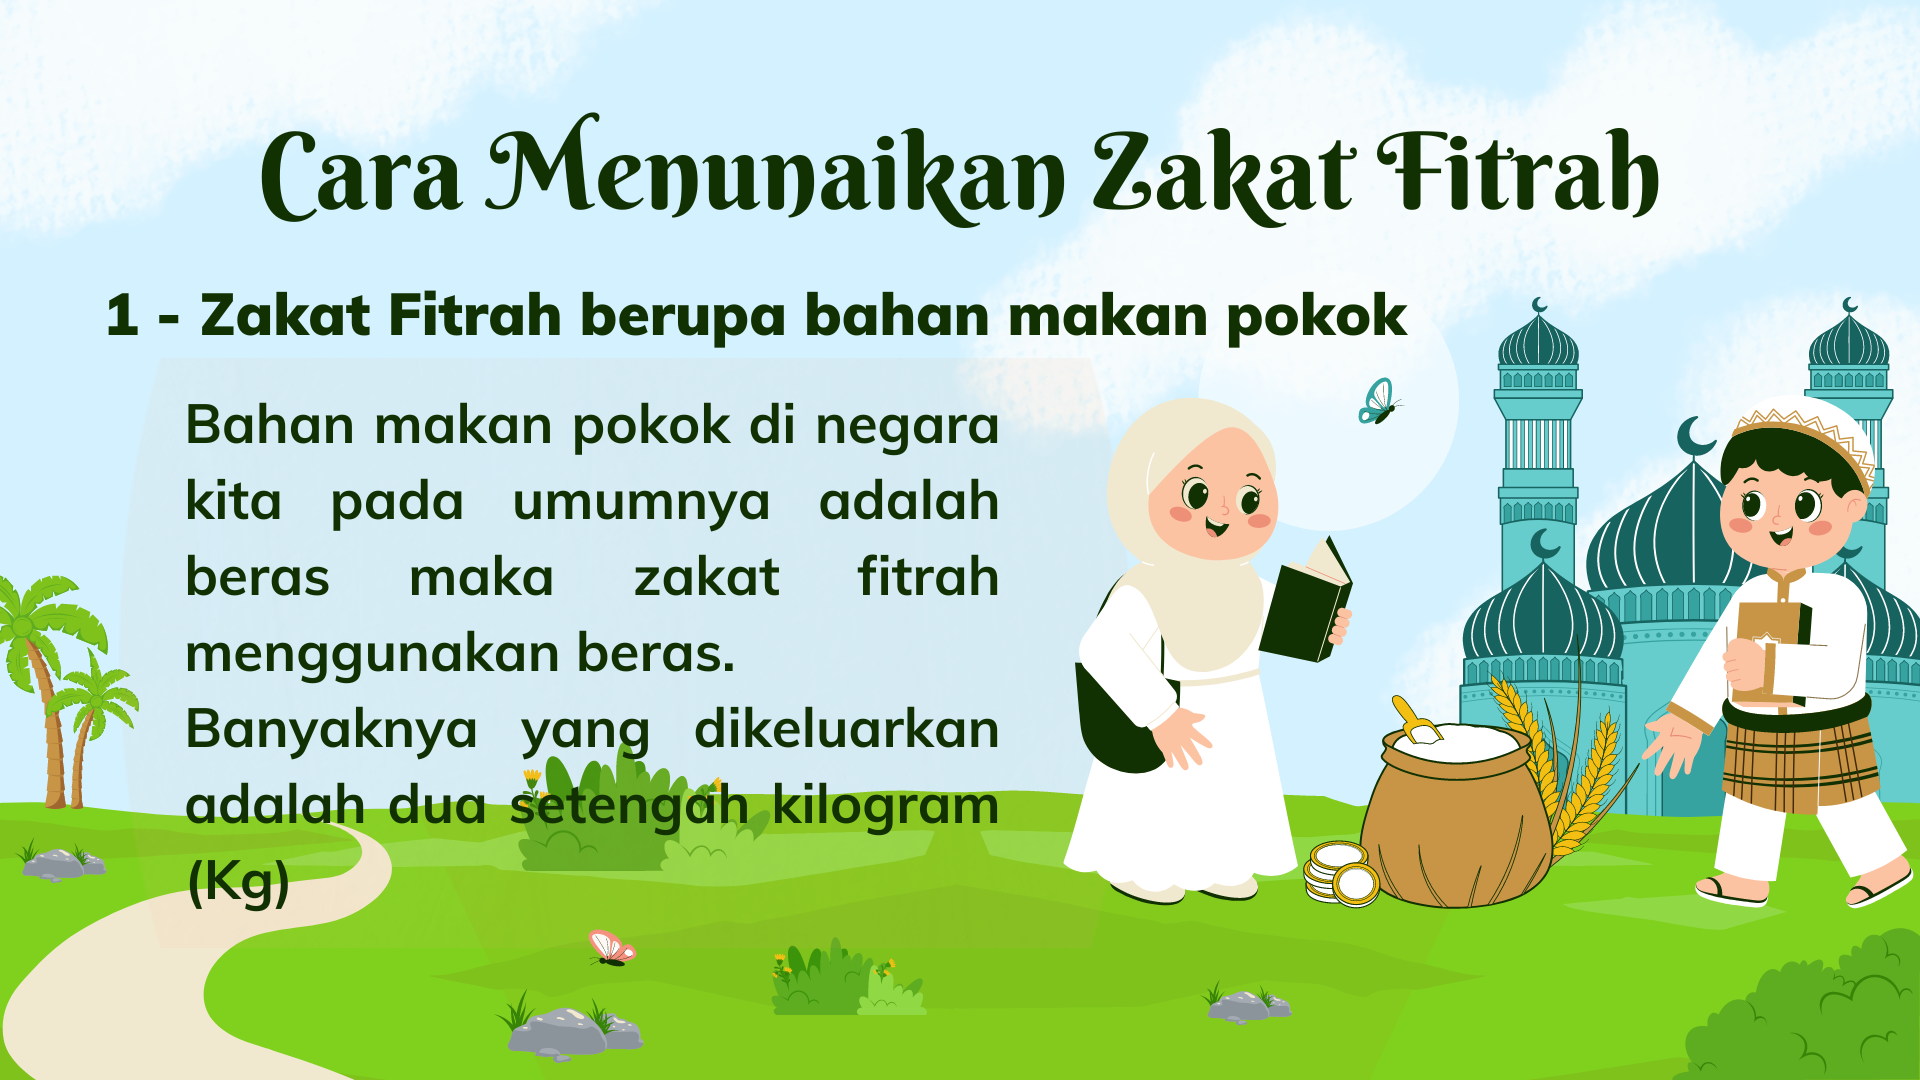 Cara Menunaikan Zakat Fitrah
1 - Zakat Fitrah berupa bahan makan pokok
Bahan makan pokok di negara
kita pada umumnya adalah
beras maka zakat fitrah
menggunakan beras.
Banyaknya yang dikeluarkan
adalah dua setengah kilogram
(Kg)